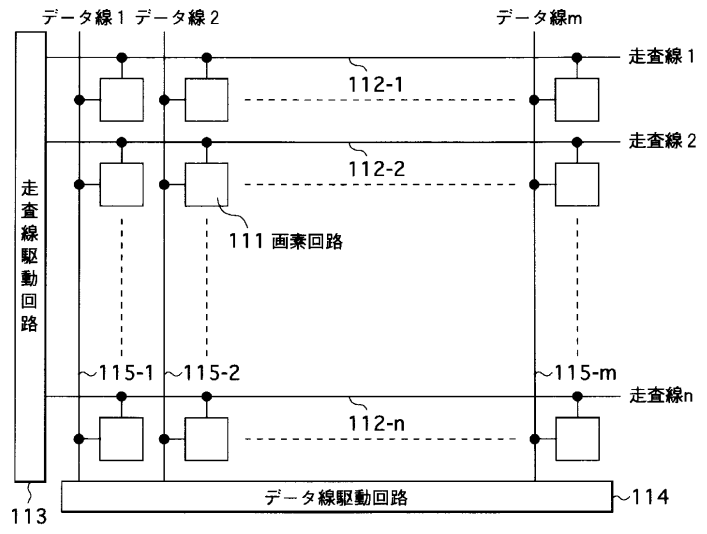 データ線1 データ線2 データ線m
走査線1
112-1
走査線2
112-2
走査線駆動回路
111 画素回路
115-1 115-2 115-m
走査線n
112-n
データ線駆動回路 114
113